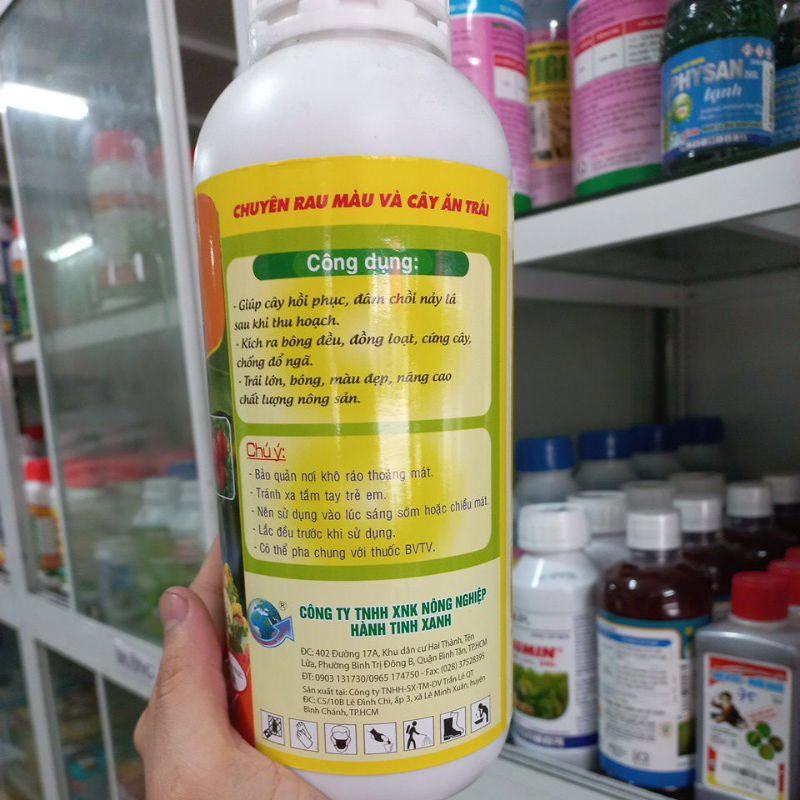 CHUYÊN RAU MÀU VÀ CÂY ĂN TRÁI
Công dụng:
- Giúp cây hồi phục, đâm chồi nảy lá
sau khi thu hoạch.
- Kích ra bông đều, đồng loạt, cứng cây,
chống đổ ngã.
- Trái lớn, bóng, màu đẹp, nâng cao
chất lượng nông sản.
Chú ý:
- Bảo quản nơi khô ráo thoáng mát.
- Tránh xa tầm tay trẻ em.
- Nên sử dụng vào lúc sáng sớm hoặc chiều mát.
- Lắc đều trước khi sử dụng.
- Có thể pha chung với thuốc BVTV.
®
CÔNG TY TNHH XNK NÔNG NGHIỆP
HÀNH TINH XANH
ĐC: 402 Đường 17A, Khu dân cư Hai Thành, Tên
Lửa, Phường Bình Trị Đông B, Quận Bình Tân, TP.HCM
ĐT: 0903 131730/0965 174750 - Fax: (028) 37528395
Sản xuất tại: Công ty TNHH-SX-TM-DV Trần Lê QT
ĐC: C5/10B Lê Đình Chi, ấp 3, xã Lê Minh Xuân, huyện
Bình Chánh, TP.HCM
PHYSAN
lạnh